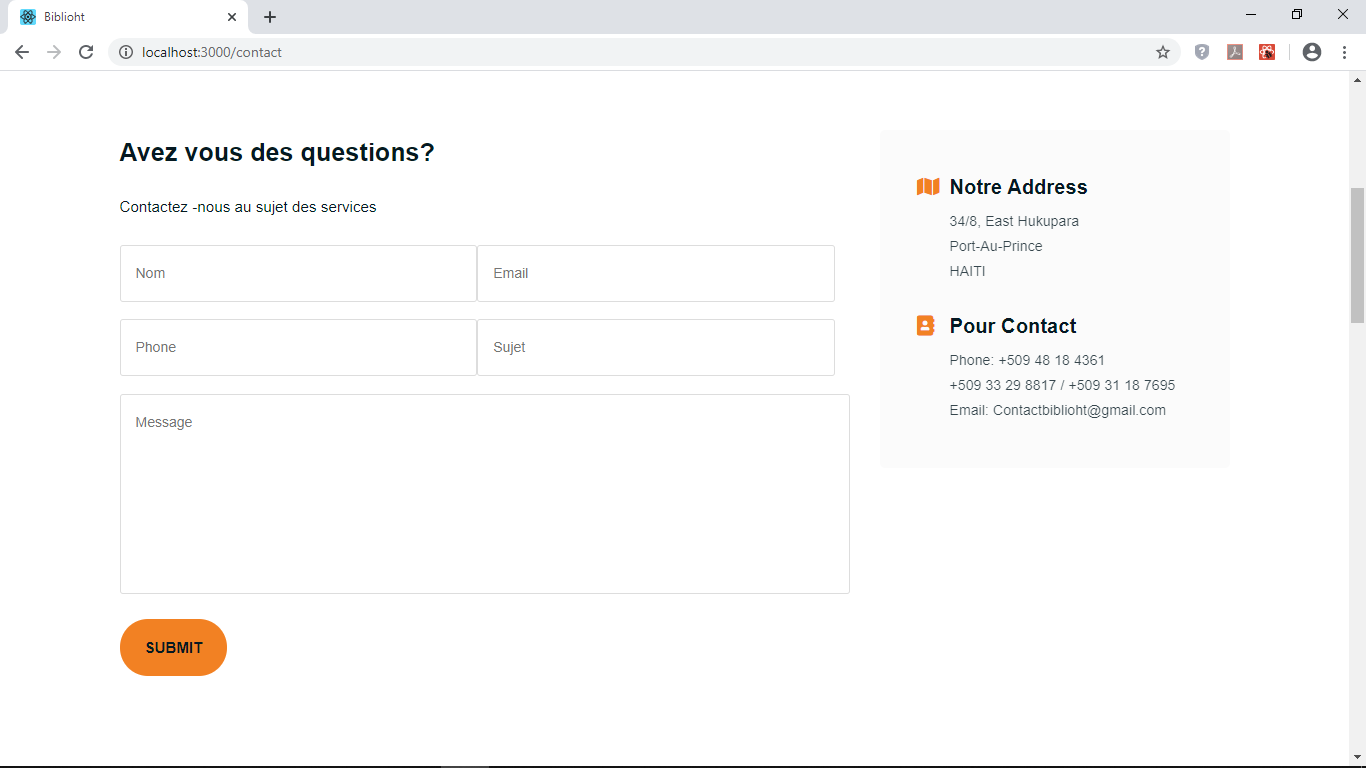 Biblioht
localhost:3000/contact
Avez vous des questions?
Contactez -nous au sujet des services
Nom
Email
Phone
Sujet
Message
SUBMIT
Notre Address
34/8, East Hukupara
Port-Au-Prince
HAITI
Pour Contact
Phone: +509 48 18 4361
+509 33 29 8817 / +509 31 18 7695
Email: Contactbiblioht@gmail.com